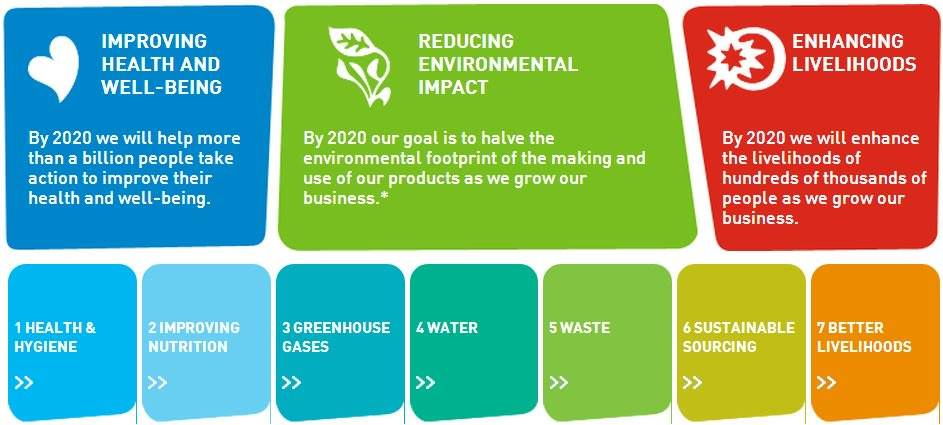 IMPROVING
HEALTH AND
WELL-BEING
By 2020 we will help more
than a billion people take
action to improve their
health and well-being.
REDUCING
ENVIRONMENTAL
IMPACT
By 2020 our goal is to halve the
environmental footprint of the making and
use of our products as we grow our
business.*
ENHANCING
LIVELIHOODS
By 2020 we will enhance
the livelihoods of
hundreds of thousands of
people as we grow our
business.
1 HEALTH &
HYGIENE
>>
2 IMPROVING
NUTRITION
>>
3 GREENHOUSE
GASES
>>
4 WATER
>>
5 WASTE
>>
6 SUSTAINABLE
SOURCING
>>
7 BETTER
LIVELIHOODS
>>